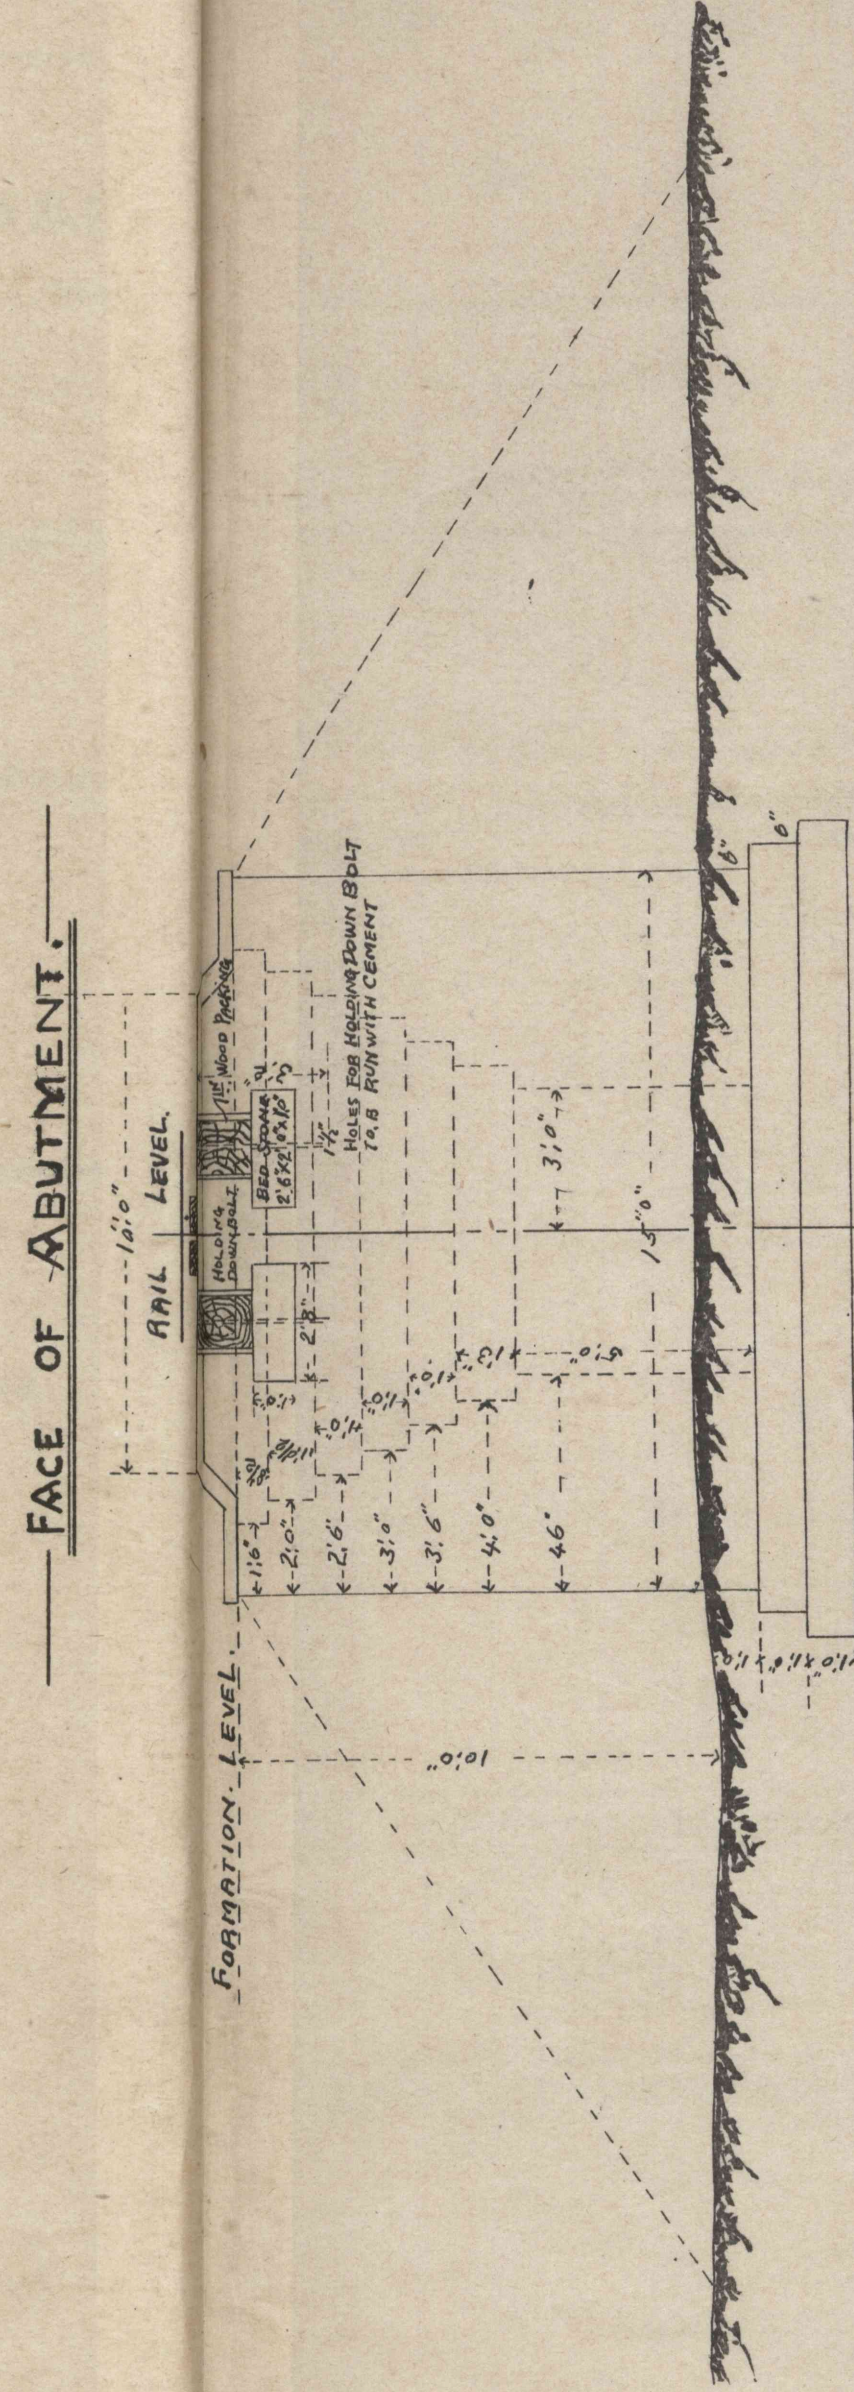 FACE OF ABUTMENT.
10'.0"
RAIL LEVEL.
HOLDING
DOWN BOLT
WOOD PACKING
BED STONE
2'6"X2'.0"X1'.0"
1½"
HOLES FOR HOLDING DOWN BOLT
TO, B RUN WITH CEMENT
2'8"
1'.0"
1'.0"
1'.0"
1'.0"
1'.3"
5'.0"
1'.6"
2'.0"
2'.6"
3'.0"
3'.6"
4'.0"
4.6"
3'.0"
15"0"
FORMATION. LEVEL.
10'.0"
6"